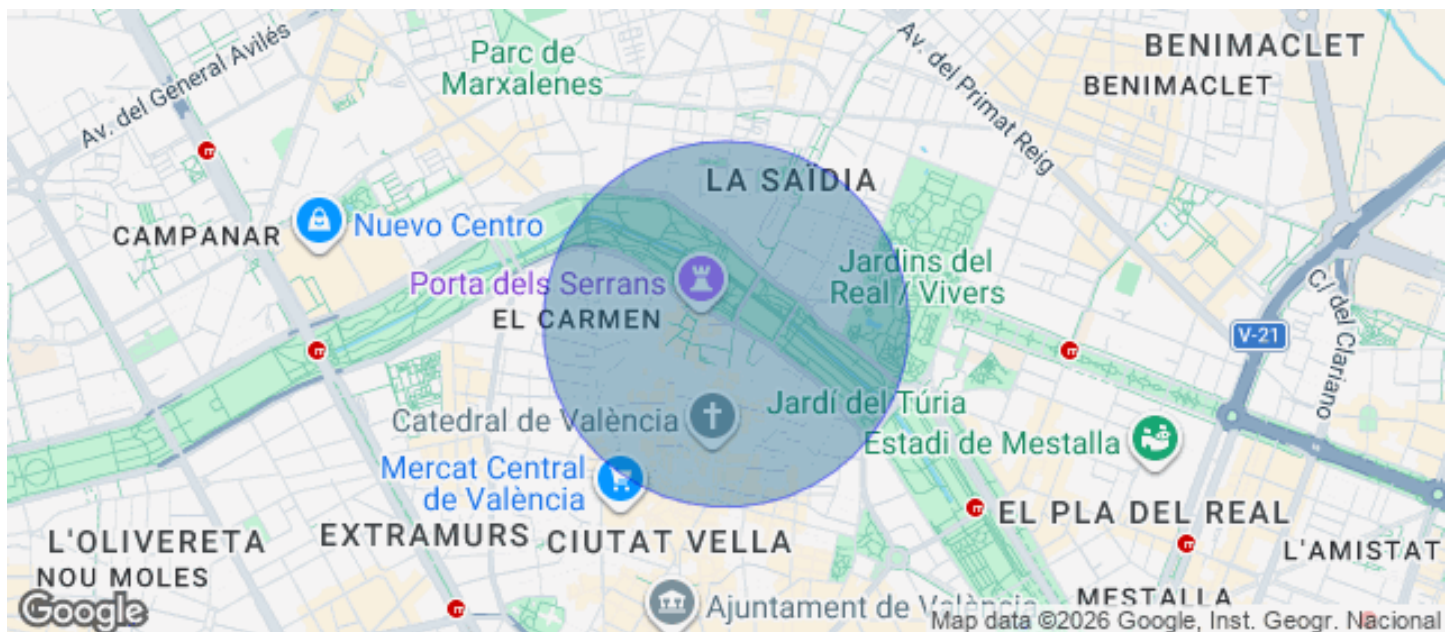 Av. del General Avilés
Parc de
Marxalenes
Av. del Primat Reig
BENIMACLET
BENIMACLET
LA SAÏDIA
CAMPANAR
Nuevo Centro
Porta dels Serrans
EL CARMEN
Jardins del
Real / Vivers
C/ del Clariano
V-21
Catedral de València
Jardí del Túria
Estadi de Mestalla
Mercat Central
de València
L'OLIVERETA
NOU MOLES
EXTRAMURS
CIUTAT VELLA
EL PLA DEL REAL
L'AMISTAT
MESTALLA
Ajuntament de València
Google
Map data ©2026 Google, Inst. Geogr. Nacional